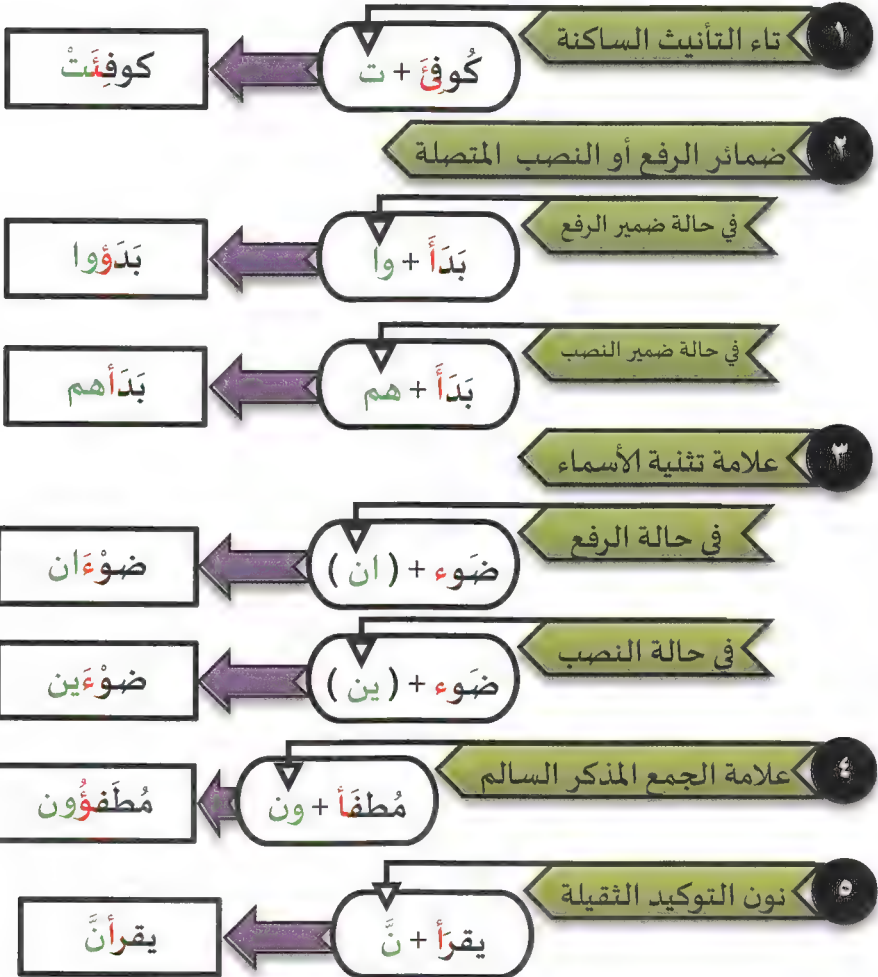 ١ تاء التأنيث الساكنة
كُوفِئَ + ت
كوفِئَتْ
٢ ضمائر الرفع أو النصب المتصلة
في حالة ضمير الرفع
بَدَأَ + وا
بَدَؤوا
في حالة ضمير النصب
بَدَأَ + هم
بَدَأهم
٣ علامة تثنية الأسماء
في حالة الرفع
ضَوء + ( ان )
ضوْءَان
في حالة النصب
ضَوء + ( ين )
ضوْءَين
٤ علامة الجمع المذكر السالم
مُطفَأ + ون
مُطَفؤُون
٥ نون التوكيد الثقيلة
يقرَأ + نَّ
يقرأنَّ